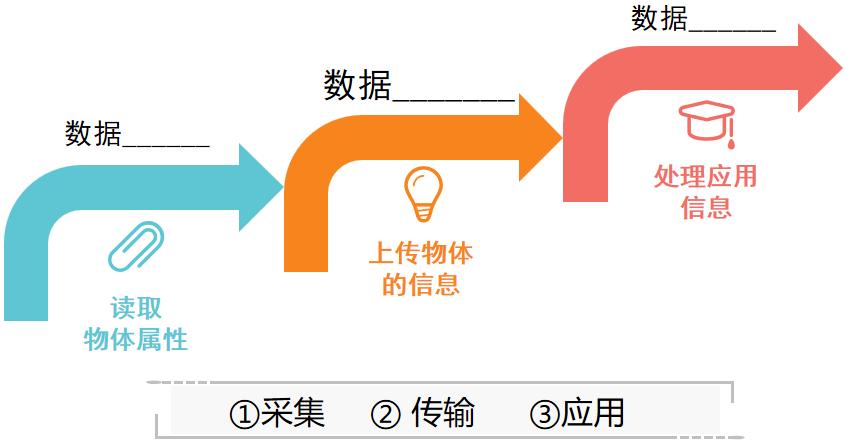 数据______
读取
物体属性
数据_______
上传物体
的信息
数据______
处理应用
信息
①采集 ② 传输 ③应用